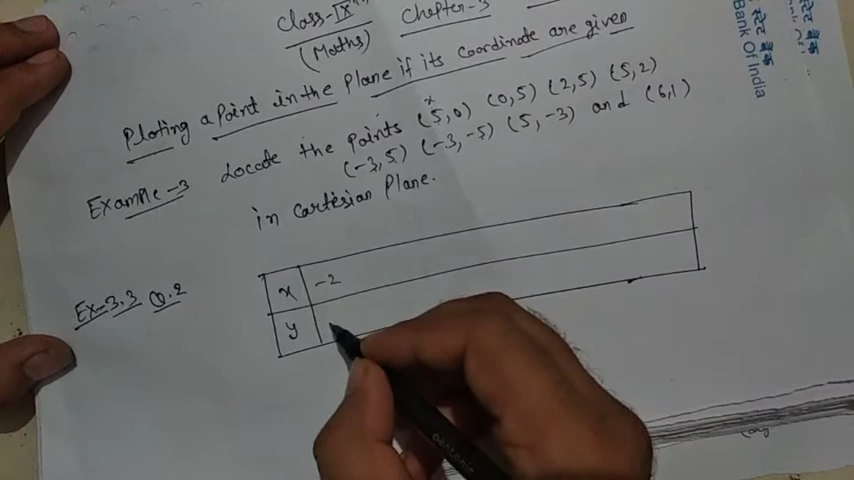 Class-IXth Chapter-3
(Maths)
Ploting a Point in the Plane if its Coordinate are given
Example-3 Locate the Points (5,0) (0,5) (2,5) (5,2)
(-3,5) (-3,-5) (5,-3) and (6,1)
in Cartesian Plane.
Ex-3.3 Q.2
x -2
y
स्टेट बैंक
Bank Of India
स्टेट बैंक